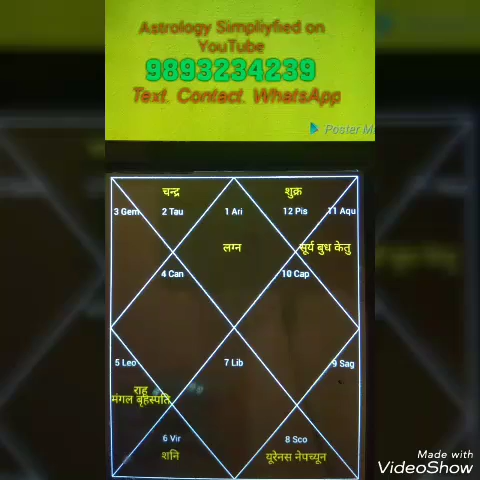 Astrology Simpliyfied on
YouTube
9893234239
Text. Contact. WhatsApp
Poster M
चन्द्र
शुक्र
3 Gem
2 Tau
1 Ari
12 Pis
11 Aqu
लग्न
सूर्य बुध केतु
4 Can
10 Cap
5 Leo
7 Lib
9 Sag
राहू
मंगल बृहस्पति
6 Vir
8 Sco
शनि
यूरेनस नेपच्यून
Made with
VideoShow